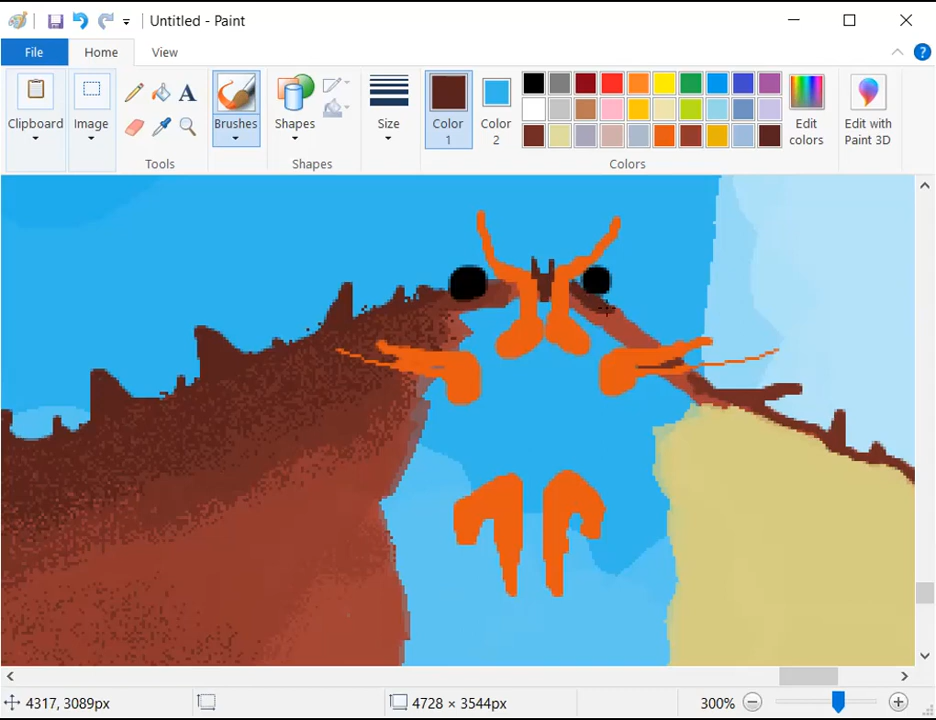 Untitled - Paint
File Home View
Clipboard Image Tools Brushes Shapes Shapes Size Color 1 Color 2 Colors Edit colors Edit with Paint 3D
A
?
4317, 3089px 4728 × 3544px 300%